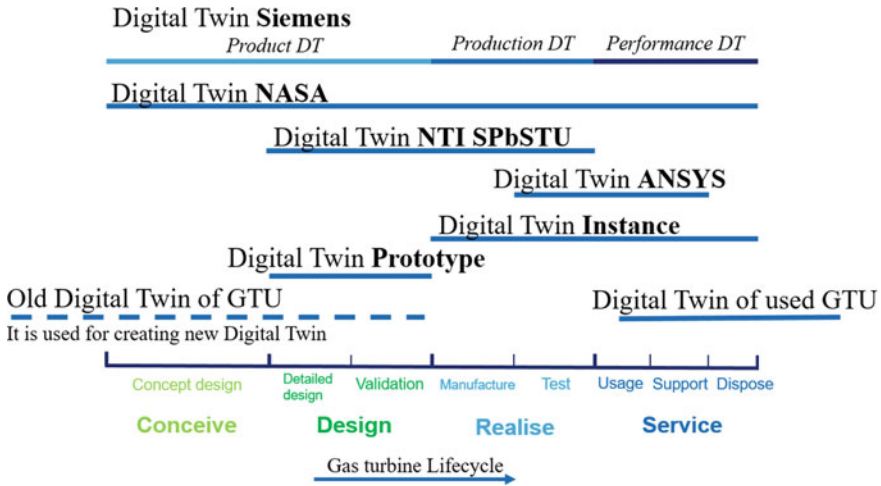 Digital Twin Siemens
Product DT Production DT Performance DT
Digital Twin NASA
Digital Twin NTI SPbSTU
Digital Twin ANSYS
Digital Twin Instance
Digital Twin Prototype
Old Digital Twin of GTU Digital Twin of used GTU
It is used for creating new Digital Twin
Concept design Detailed design Validation Manufacture Test Usage Support Dispose
Conceive Design Realise Service
Gas turbine Lifecycle